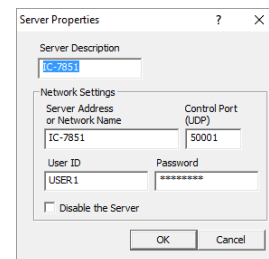 Server Properties ? X
Server Description
IC-7851
Network Settings
Server Address
or Network Name
Control Port
(UDP)
IC-7851 50001
User ID Password
USER1 ********
Disable the Server
OK Cancel